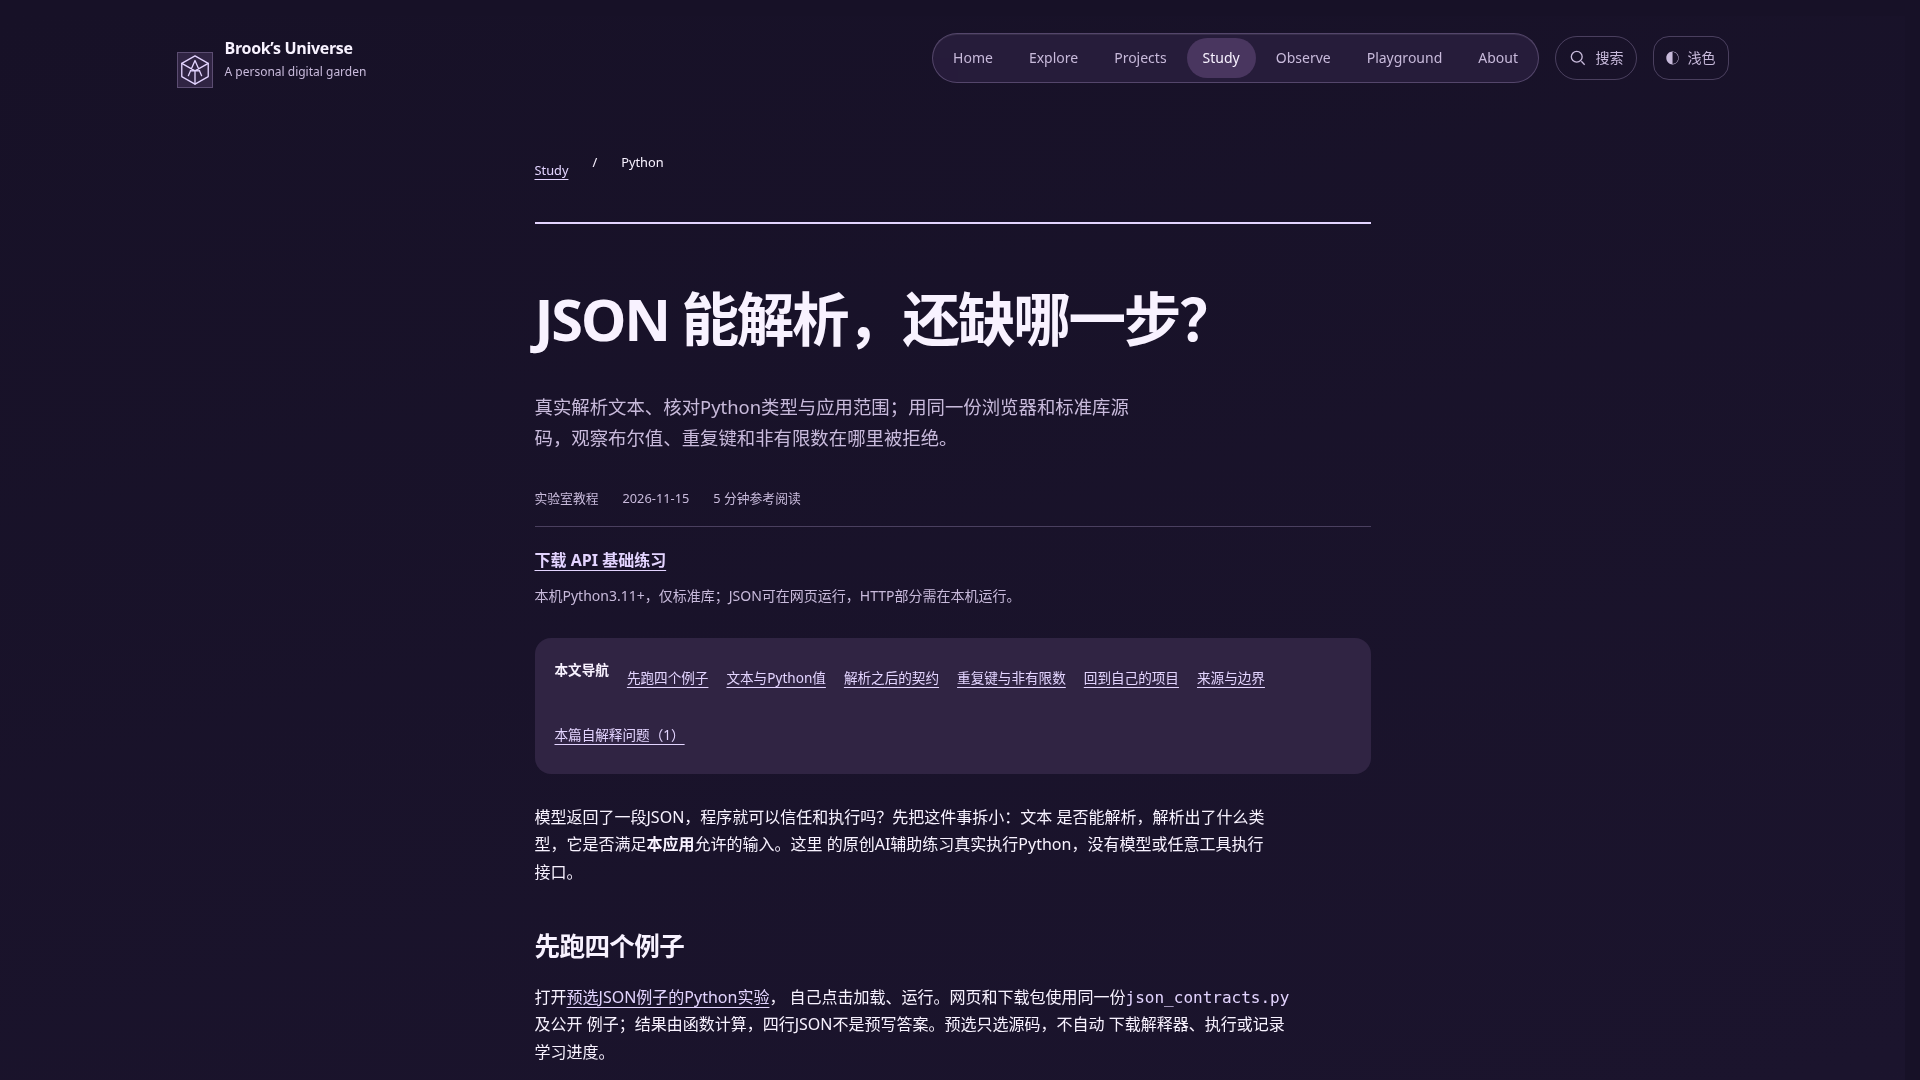 Brook’s Universe
A personal digital garden
Home
Explore
Projects
Study
Observe
Playground
About
搜索
浅色
Study / Python
JSON 能解析，还缺哪一步？
真实解析文本、核对Python类型与应用范围；用同一份浏览器和标准库源
码，观察布尔值、重复键和非有限数在哪里被拒绝。
实验室教程 2026-11-15 5 分钟参考阅读
下载 API 基础练习
本机Python3.11+，仅标准库；JSON可在网页运行，HTTP部分需在本机运行。
本文导航 先跑四个例子 文本与Python值 解析之后的契约 重复键与非有限数 回到自己的项目 来源与边界
本篇自解释问题（1）
模型返回了一段JSON，程序就可以信任和执行吗？先把这件事拆小：文本 是否能解析，解析出了什么类
型，它是否满足本应用允许的输入。这里 的原创AI辅助练习真实执行Python，没有模型或任意工具执行
接口。
先跑四个例子
打开预选JSON例子的Python实验， 自己点击加载、运行。网页和下载包使用同一份json_contracts.py
及公开 例子；结果由函数计算，四行JSON不是预写答案。预选只选源码，不自动 下载解释器、执行或记录
学习进度。